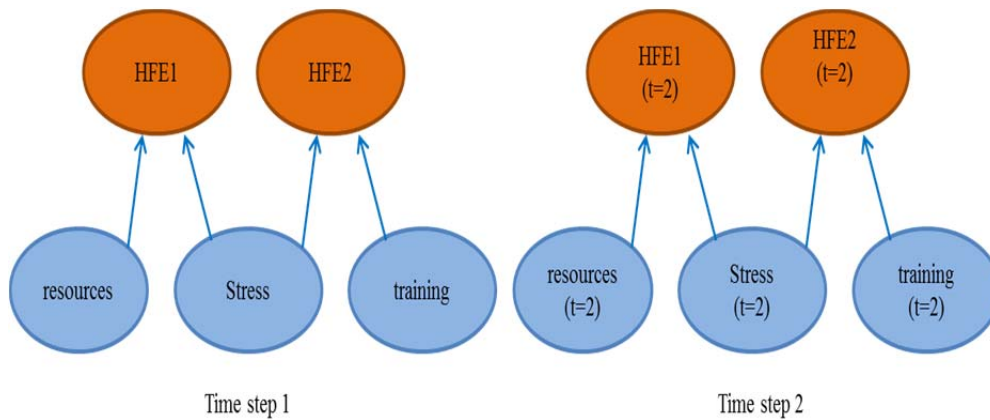 HFE1
HFE2
resources
Stress
training
Time step 1
HFE1
(t=2)
HFE2
(t=2)
resources
(t=2)
Stress
(t=2)
training
(t=2)
Time step 2